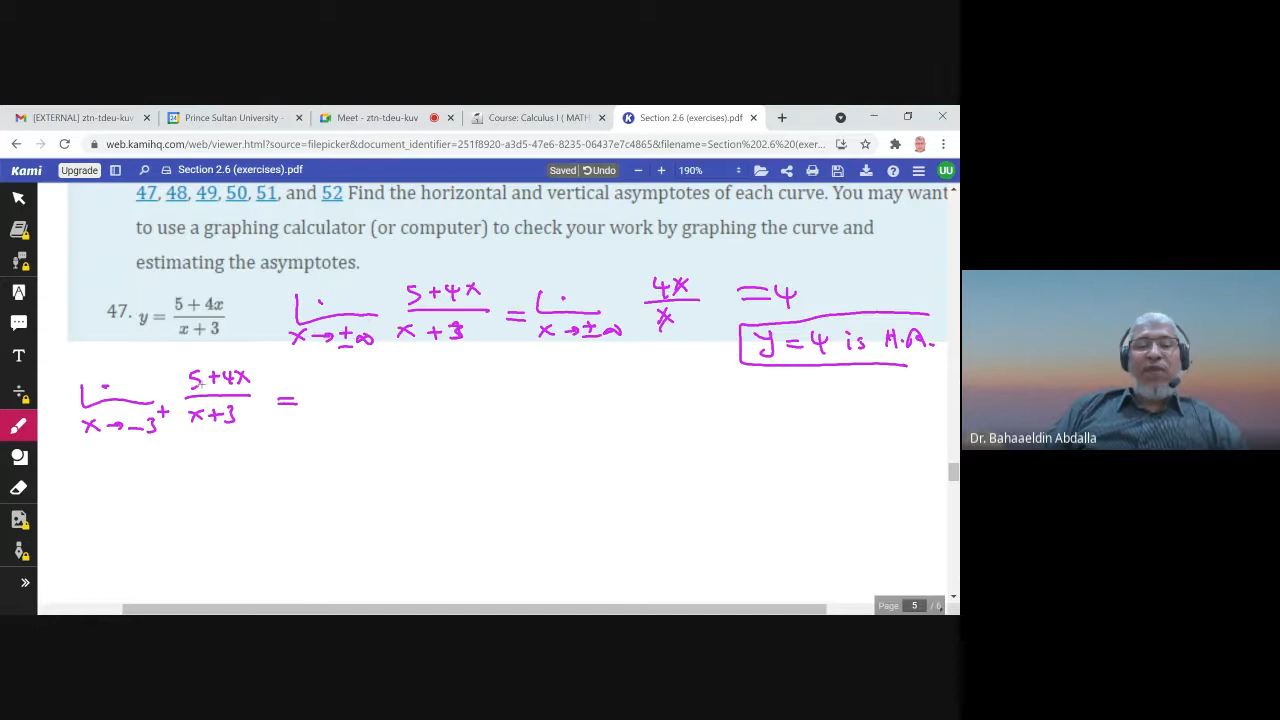 [EXTERNAL] ztn-tdeu-kuv
Prince Sultan University -
Meet - ztn-tdeu-kuv
Course: Calculus I ( MATH
Section 2.6 (exercises).pdf
web.kamihq.com/web/viewer.html?source=filepicker&document_identifier=251f8920-a3d5-47e6-8235-06437e7c4865&filename=Section%202.6%20(exer...
Kami Upgrade Section 2.6 (exercises).pdf Saved Undo 190% UU
47, 48, 49, 50, 51, and 52 Find the horizontal and vertical asymptotes of each curve. You may want
to use a graphing calculator (or computer) to check your work by graphing the curve and
estimating the asymptotes.
47. y = (5 + 4x)/(x + 3)
lim x→±∞ (5+4x)/(x+3) = lim x→±∞ 4x/x = 4
y = 4 is H.A.
lim x→-3⁺ (5+4x)/(x+3) =
Dr. Bahaaeldin Abdalla
Page 5 / 6